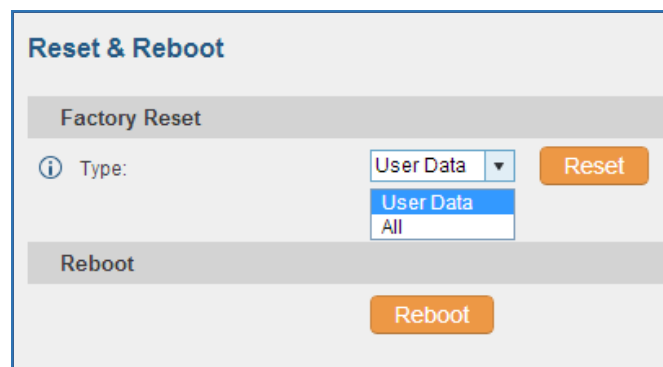 Reset & Reboot
Factory Reset
Type: User Data Reset
User Data
All
Reboot
Reboot